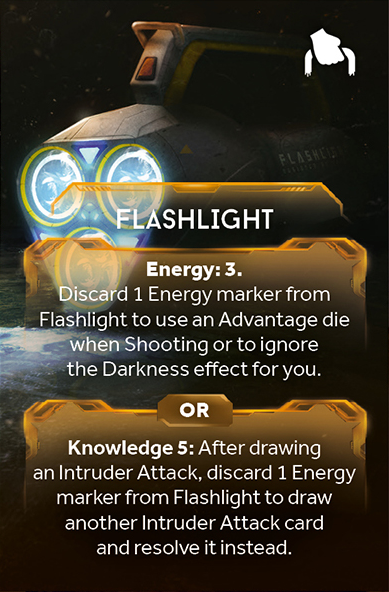 FLASHLIGHT
FLASHLIGHT
Energy: 3.
Discard 1 Energy marker from
Flashlight to use an Advantage die
when Shooting or to ignore
the Darkness effect for you.
OR
Knowledge 5: After drawing
an Intruder Attack, discard 1 Energy
marker from Flashlight to draw
another Intruder Attack card
and resolve it instead.